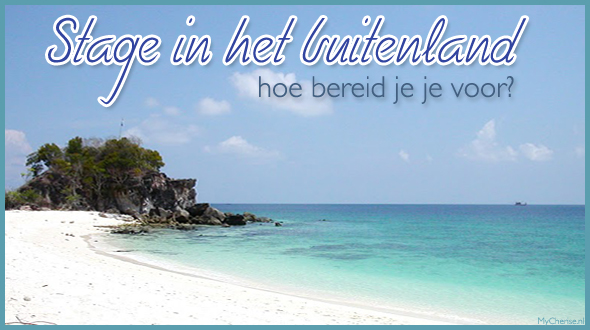 Stage in het buitenland
hoe bereid je je voor?
MyCherise.nl